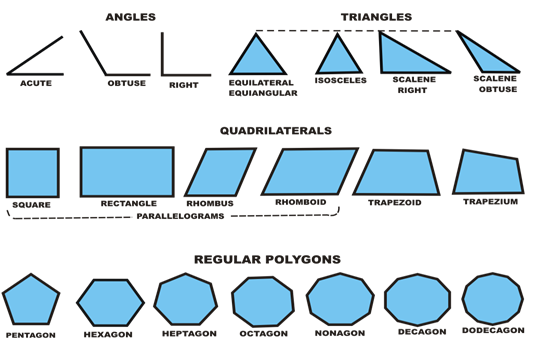 ANGLES
TRIANGLES
ACUTE
OBTUSE
RIGHT
EQUILATERAL
EQUIANGULAR
ISOSCELES
SCALENE
RIGHT
SCALENE
OBTUSE
QUADRILATERALS
SQUARE
RECTANGLE
RHOMBUS
RHOMBOID
TRAPEZOID
TRAPEZIUM
PARALLELOGRAMS
REGULAR POLYGONS
PENTAGON
HEXAGON
HEPTAGON
OCTAGON
NONAGON
DECAGON
DODECAGON